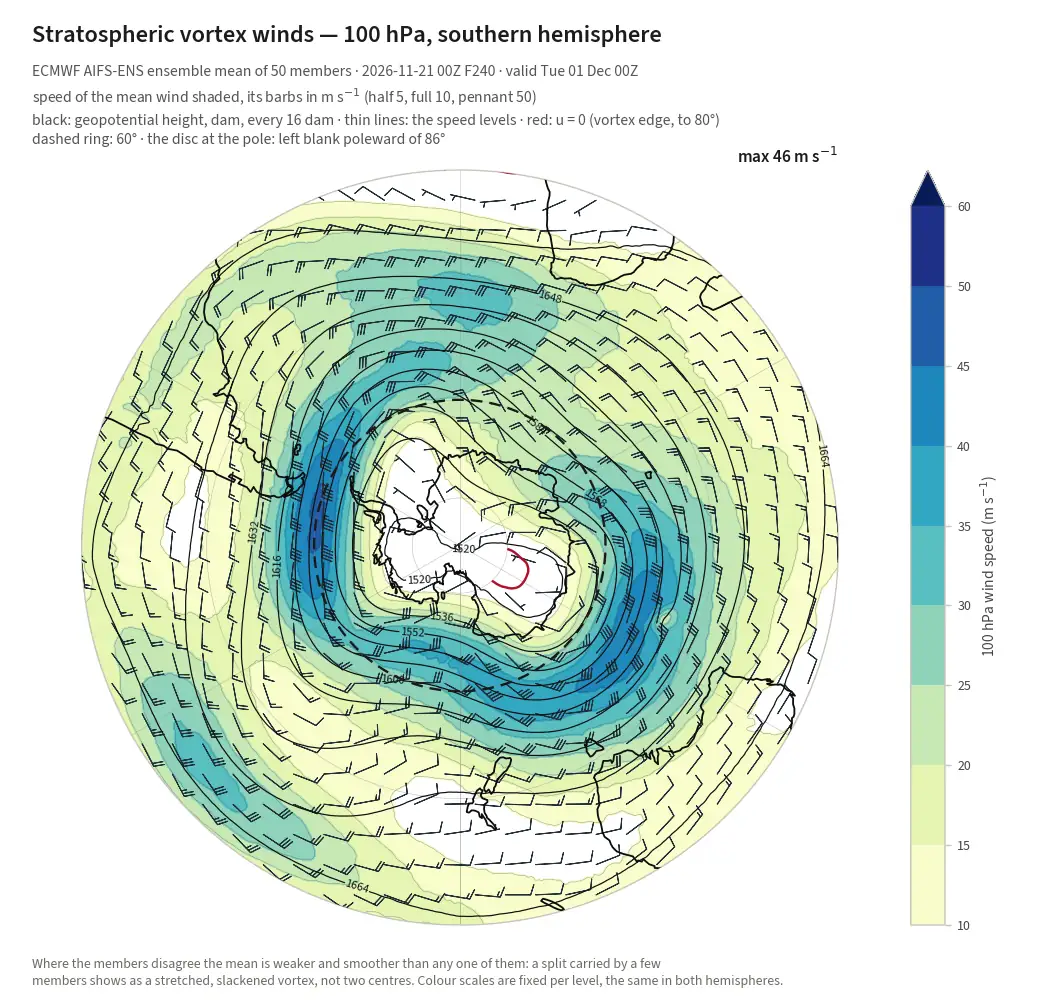 Stratospheric vortex winds — 100 hPa, southern hemisphere
ECMWF AIFS-ENS ensemble mean of 50 members · 2026-11-21 00Z F240 · valid Tue 01 Dec 00Z
speed of the mean wind shaded, its barbs in m s⁻¹ (half 5, full 10, pennant 50)
black: geopotential height, dam, every 16 dam · thin lines: the speed levels · red: u = 0 (vortex edge, to 80°)
dashed ring: 60° · the disc at the pole: left blank poleward of 86°
max 46 m s⁻¹
60
50
45
40
35
30
25
20
15
10
100 hPa wind speed (m s⁻¹)
1648
1664
1632
1616
1520
1520
1536
1552
1600
1664
Where the members disagree the mean is weaker and smoother than any one of them: a split carried by a few
members shows as a stretched, slackened vortex, not two centres. Colour scales are fixed per level, the same in both hemispheres.